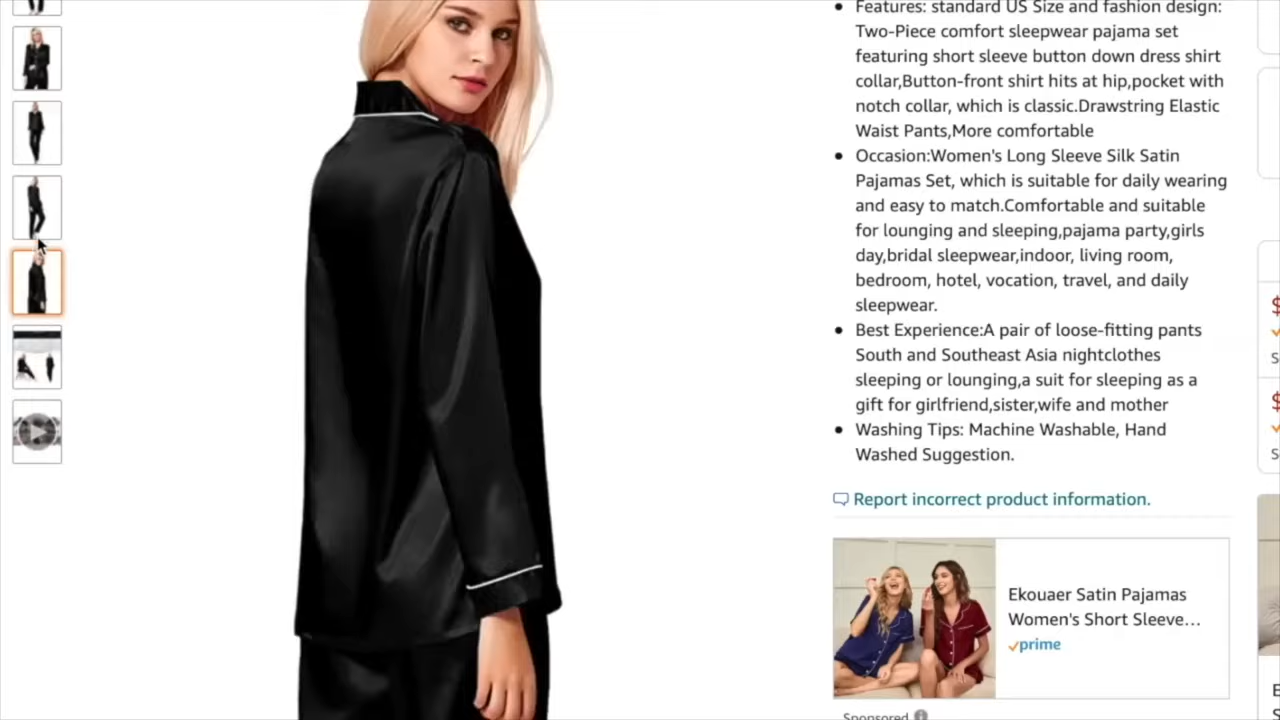 Features: standard US Size and fashion design:
Two-Piece comfort sleepwear pajama set
featuring short sleeve button down dress shirt
collar,Button-front shirt hits at hip,pocket with
notch collar, which is classic.Drawstring Elastic
Waist Pants,More comfortable
Occasion:Women's Long Sleeve Silk Satin
Pajamas Set, which is suitable for daily wearing
and easy to match.Comfortable and suitable
for lounging and sleeping,pajama party,girls
day,bridal sleepwear,indoor, living room,
bedroom, hotel, vocation, travel, and daily
sleepwear.
Best Experience:A pair of loose-fitting pants
South and Southeast Asia nightclothes
sleeping or lounging,a suit for sleeping as a
gift for girlfriend,sister,wife and mother
Washing Tips: Machine Washable, Hand
Washed Suggestion.
Report incorrect product information.
Ekouaer Satin Pajamas
Women's Short Sleeve…
prime
Sponsored